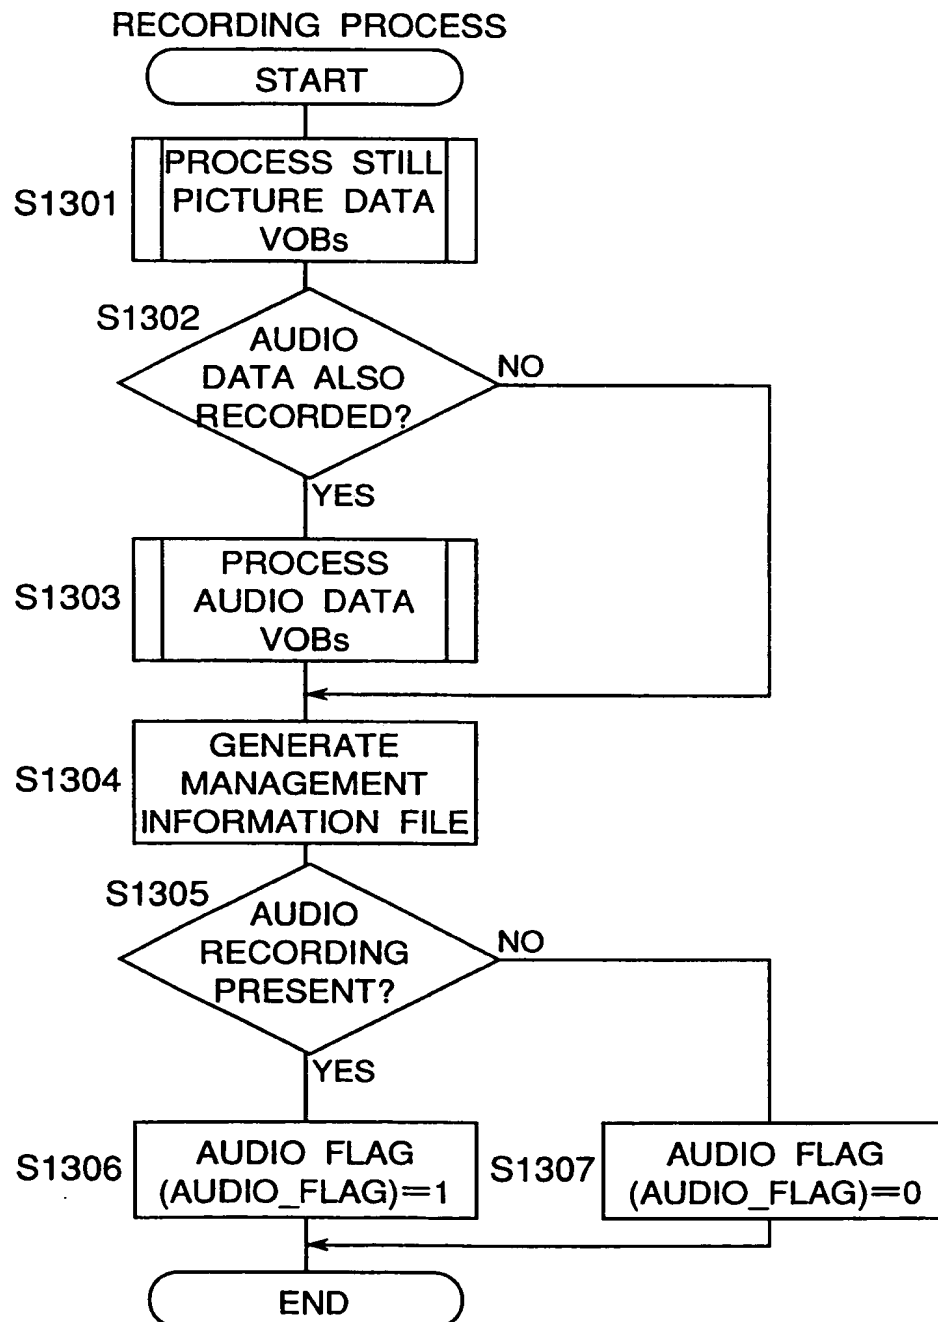 RECORDING PROCESS
START
S1301
PROCESS STILL
PICTURE DATA
VOBs
S1302
AUDIO
DATA ALSO
RECORDED?
NO
YES
S1303
PROCESS
AUDIO DATA
VOBs
S1304
GENERATE
MANAGEMENT
INFORMATION FILE
S1305
AUDIO
RECORDING
PRESENT?
NO
YES
S1306
AUDIO FLAG
(AUDIO_FLAG)=1
S1307
AUDIO FLAG
(AUDIO_FLAG)=0
END